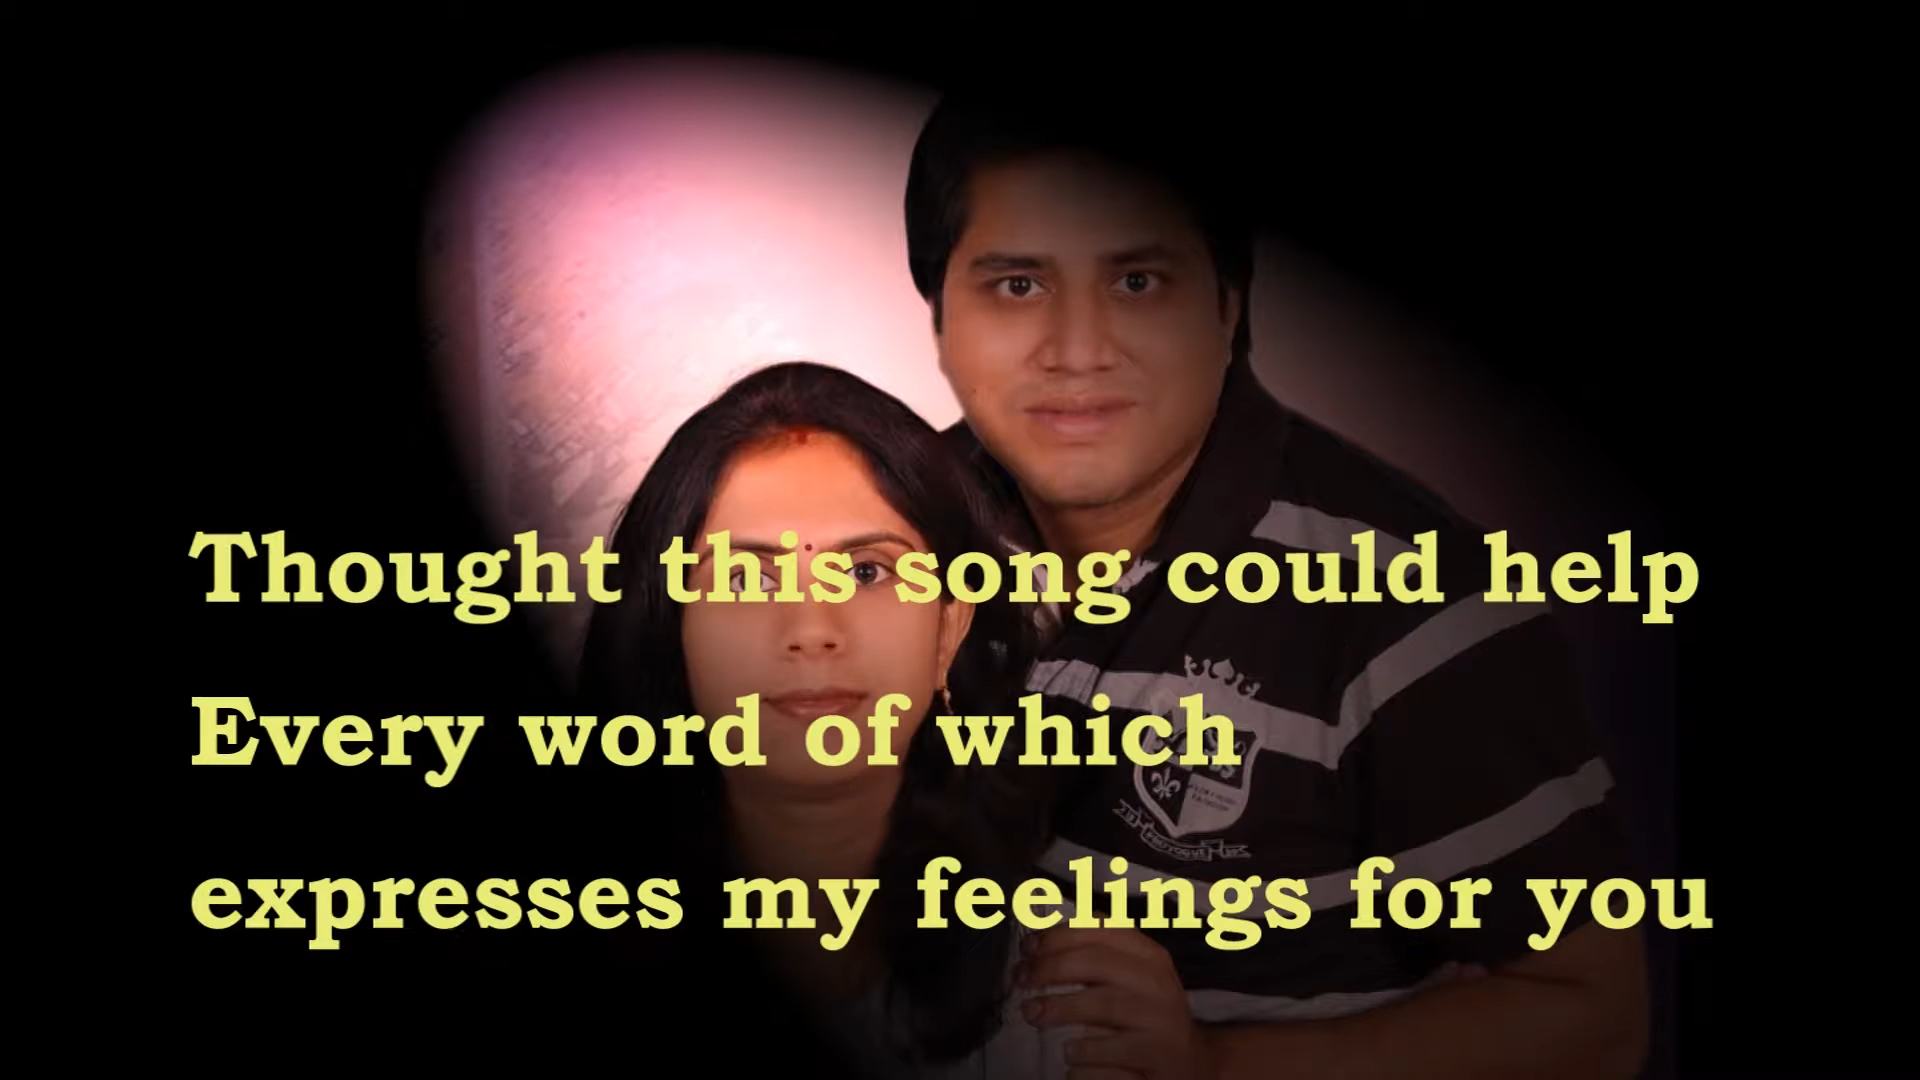 Thought this song could help
Every word of which
expresses my feelings for you